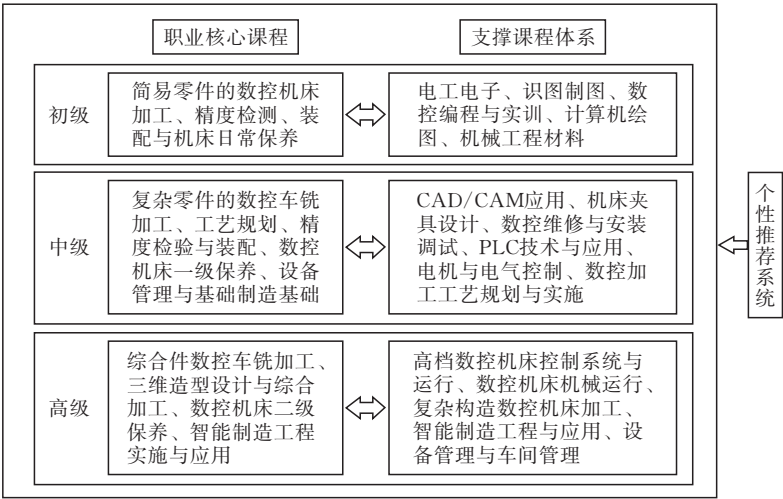 职业核心课程
支撑课程体系
初级
简易零件的数控机床
加工、精度检测、装
配与机床日常保养
电工电子、识图制图、数
控编程与实训、计算机绘
图、机械工程材料
中级
复杂零件的数控车铣
加工、工艺规划、精
度检验与装配、数控
机床一级保养、设备
管理与基础制造基础
CAD/CAM应用、机床夹
具设计、数控维修与安装
调试、PLC技术与应用、
电机与电气控制、数控加
工工艺规划与实施
高级
综合件数控车铣加工、
三维造型设计与综合
加工、数控机床二级
保养、智能制造工程
实施与应用
高档数控机床控制系统与
运行、数控机床机械运行、
复杂构造数控机床加工、
智能制造工程与应用、设
备管理与车间管理
个性推荐系统